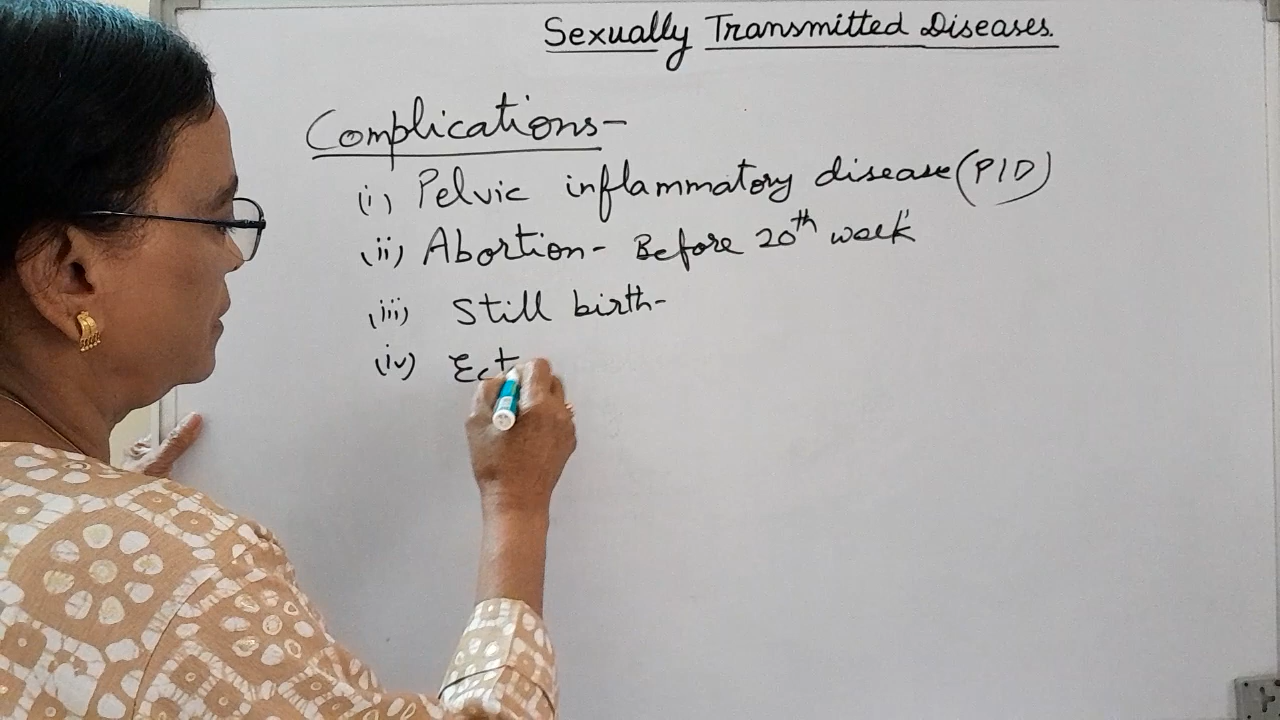 Sexually Transmitted Diseases.
Complications-
(i) Pelvic inflammatory disease (PID)
(ii) Abortion- Before 20th week
(iii) Still birth-
(iv) Ect